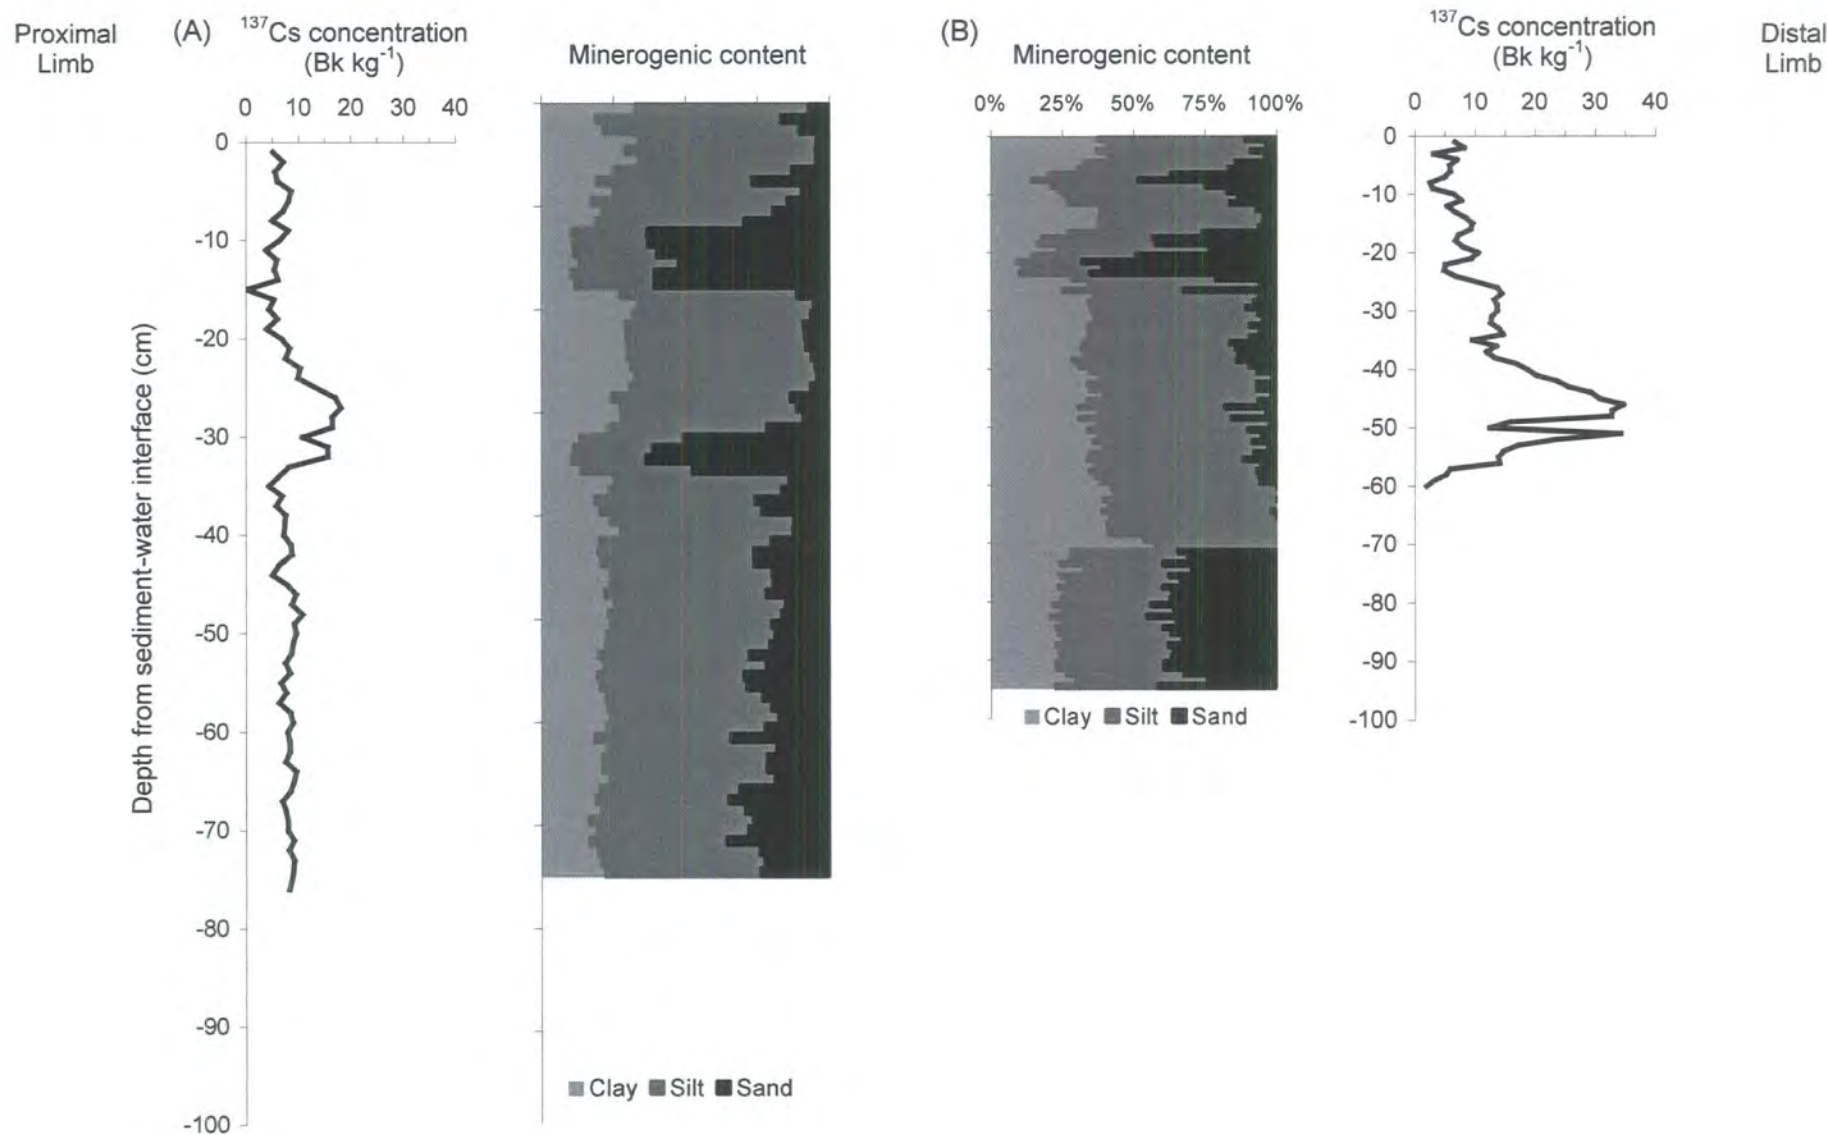 Proximal
Limb
(A)
137Cs concentration
(Bk kg-1)
0 10 20 30 40
Minerogenic content
Depth from sediment-water interface (cm)
0
-10
-20
-30
-40
-50
-60
-70
-80
-90
-100
Clay Silt Sand
(B)
Minerogenic content
0% 25% 50% 75% 100%
Clay Silt Sand
137Cs concentration
(Bk kg-1)
0 10 20 30 40
0
-10
-20
-30
-40
-50
-60
-70
-80
-90
-100
Distal
Limb